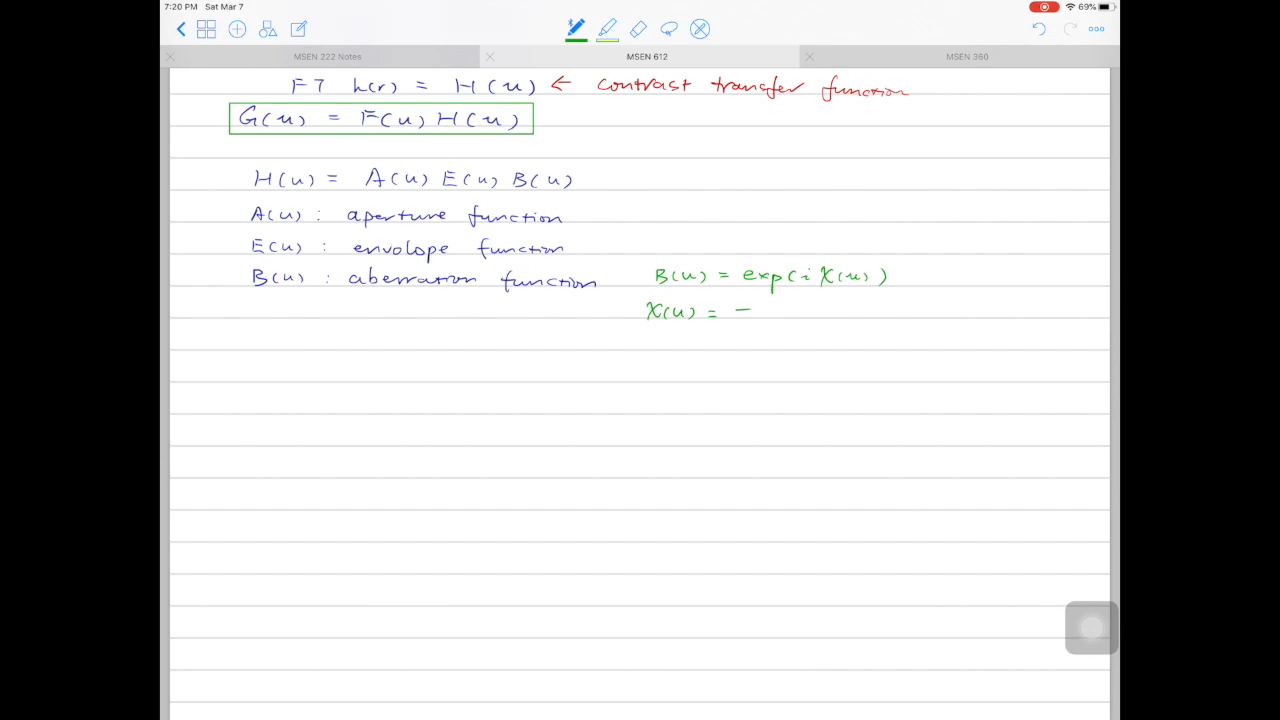 7:20 PM Sat Mar 7
69%
MSEN 222 Notes
MSEN 612
MSEN 360
FT h(r) = H(u) ← contrast transfer function
G(u) = F(u) H(u)
H(u) = A(u) E(u) B(u)
A(u) : aperture function
E(u) : envolope function
B(u) : aberration function B(u) = exp(i χ(u))
χ(u) = –